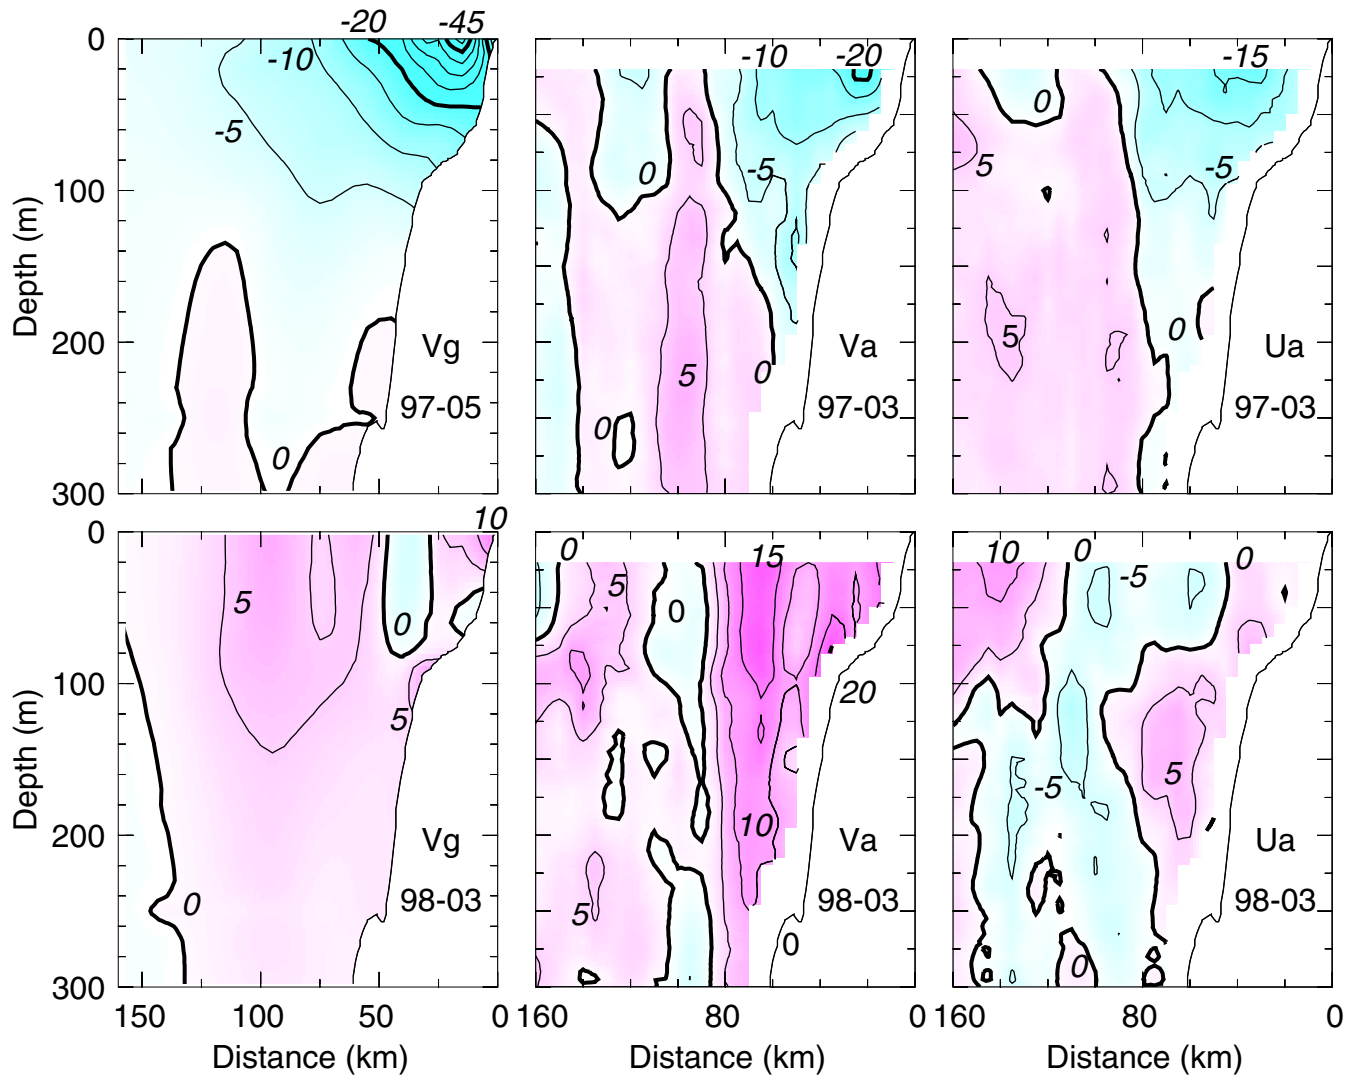 -20 -45
0 -10 -10 -20 -15
-5 0
0 -5 5 -5
100
Depth (m)
200 Vg Va 5 Ua 0
5 0
97-05 97-03 97-03
0 0
300
10 0 15 10 0 0
0 5 -5
5 0 0
100
5 20
Depth (m)
5 -5
10
200 Vg Va Ua
0 98-03 5 98-03 98-03
0 0
300
150 100 50 0 160 80 0 160 80 0
Distance (km) Distance (km) Distance (km)